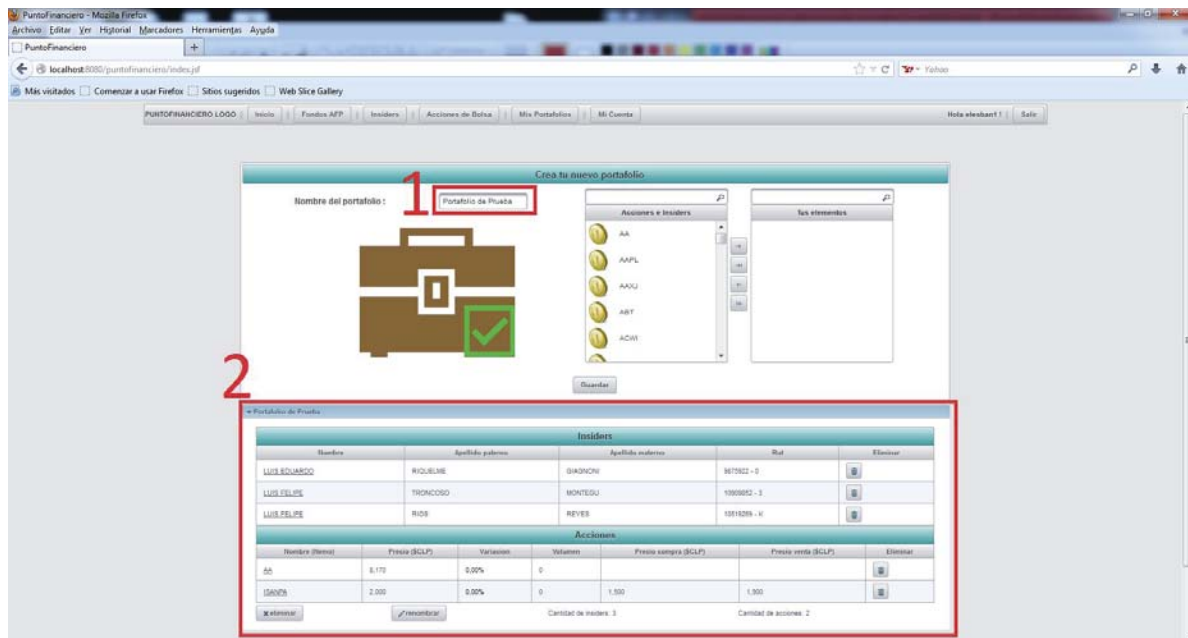 PuntoFinanciero - Mozilla Firefox
Archivo Editar Ver Historial Marcadores Herramientas Ayuda
PuntoFinanciero +
localhost:8080/puntofinanciero/index.jsf Yahoo
Más visitados Comenzar a usar Firefox Sitios sugeridos Web Slice Gallery
PUNTOFINANCIERO LOGO Inicio Fondos AFP Insiders Acciones de Bolsa Mis Portafolios Mi Cuenta Hola Salir
Crea tu nuevo portafolio
1
Nombre del portafolio : Portafolio de Prueba
Acciones e Insiders Tus elementos
AA
AAPL
AAXJ
ABT
ACWI
Guardar
2
Portafolio de Prueba
Insiders
Nombre Apellido paterno Apellido materno Rut Eliminar
LUIS EDUARDO RIQUELME GIAGNONI
LUIS FELIPE TRONCOSO MONTEGU
LUIS FELIPE RIOS REYES
Acciones
Nombre (Nemo) Precio ($CLP) Variacion Volumen Precio compra ($CLP) Precio venta ($CLP) Eliminar
AA 8,170 0,00% 0
2,000 0,00% 0 1,500 1,900
eliminar renombrar Cantidad de insiders: 3 Cantidad de acciones: 2